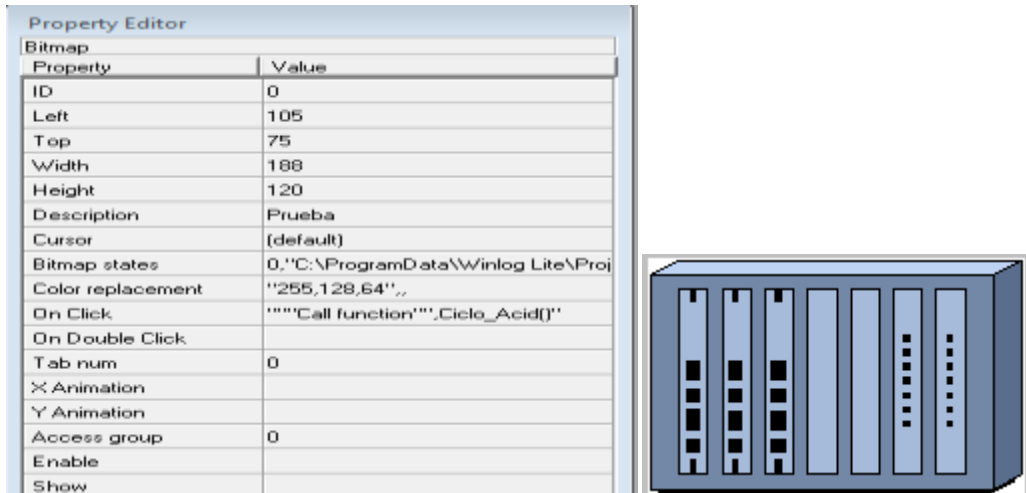 Property Editor
Bitmap
Property Value
ID 0
Left 105
Top 75
Width 188
Height 120
Description Prueba
Cursor (default)
Bitmap states 0,"C:\ProgramData\Winlog Lite\Proj
Color replacement "255,128,64",,
On Click """Call function"",Ciclo_Acid()"
On Double Click
Tab num 0
X Animation
Y Animation
Access group 0
Enable
Show